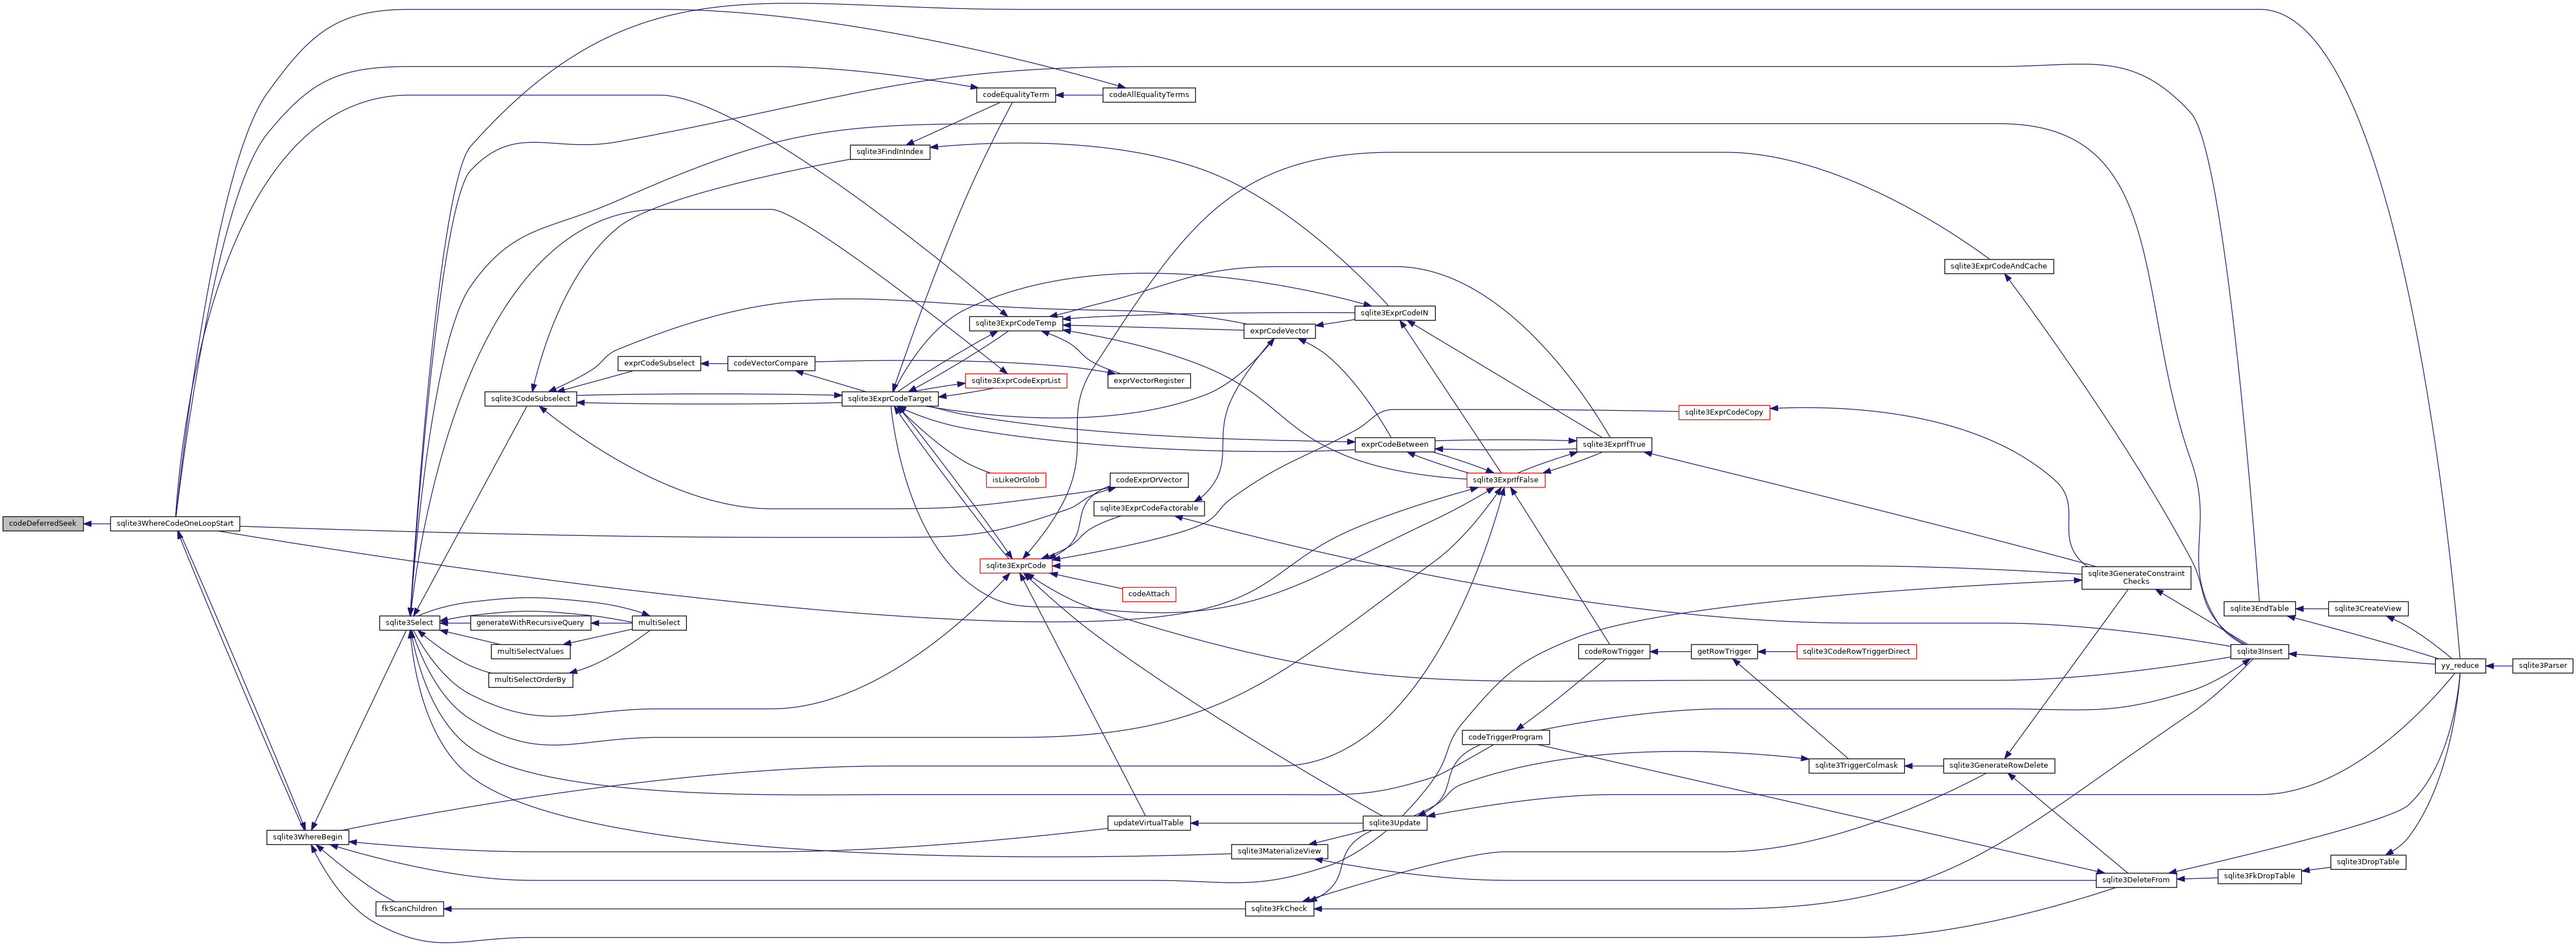 codeDeferredSeek
sqlite3WhereCodeOneLoopStart
sqlite3WhereBegin
sqlite3Select
fkScanChildren
sqlite3CodeSubselect
generateWithRecursiveQuery
multiSelectValues
multiSelectOrderBy
exprCodeSubselect
multiSelect
codeVectorCompare
sqlite3FindInIndex
sqlite3ExprCodeTarget
codeEqualityTerm
sqlite3ExprCodeTemp
sqlite3ExprCodeExprList
isLikeOrGlob
sqlite3ExprCode
codeAllEqualityTerms
exprVectorRegister
codeExprOrVector
sqlite3ExprCodeFactorable
codeAttach
updateVirtualTable
exprCodeVector
sqlite3MaterializeView
sqlite3FkCheck
sqlite3ExprCodeIN
exprCodeBetween
sqlite3Update
sqlite3ExprIfFalse
codeTriggerProgram
sqlite3ExprIfTrue
codeRowTrigger
sqlite3ExprCodeCopy
getRowTrigger
sqlite3CodeRowTriggerDirect
sqlite3TriggerColmask
sqlite3ExprCodeAndCache
sqlite3GenerateRowDelete
sqlite3GenerateConstraint
Checks
sqlite3DeleteFrom
sqlite3EndTable
sqlite3Insert
sqlite3FkDropTable
sqlite3CreateView
sqlite3DropTable
yy_reduce
sqlite3Parser